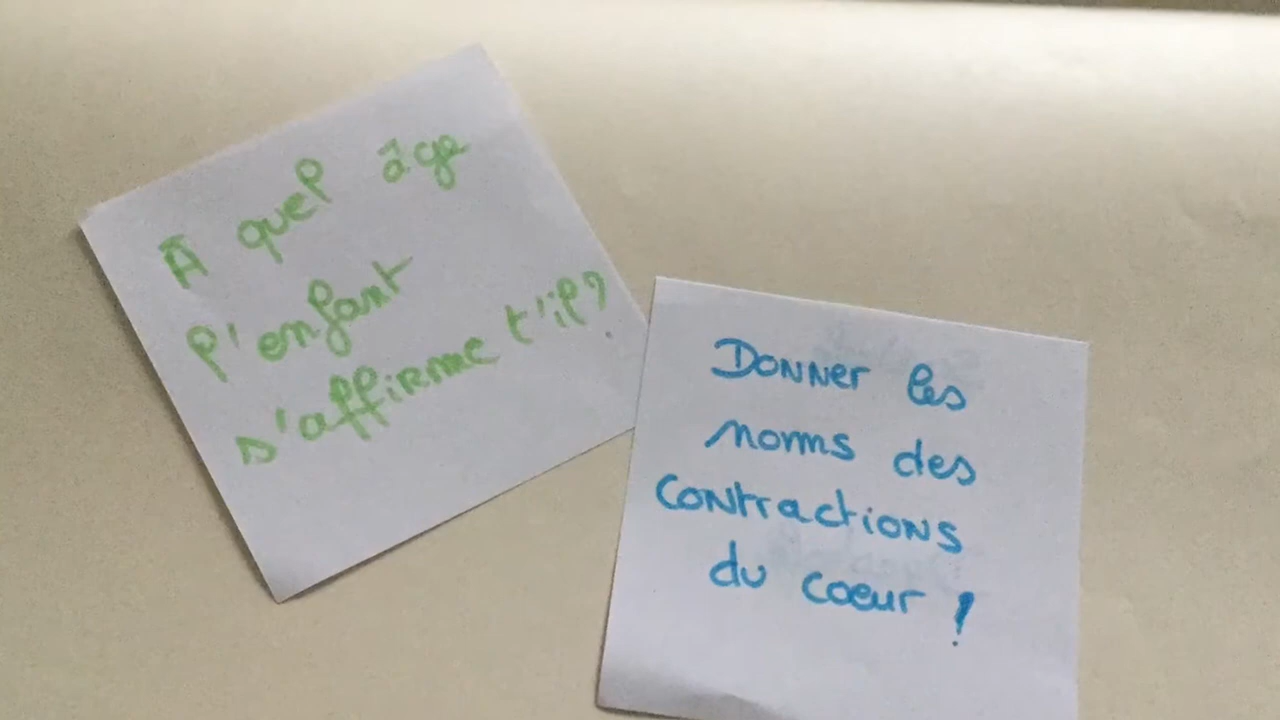 A quel âge
l'enfant
s'affirme t'il?
Donner les
noms des
contractions
du coeur !